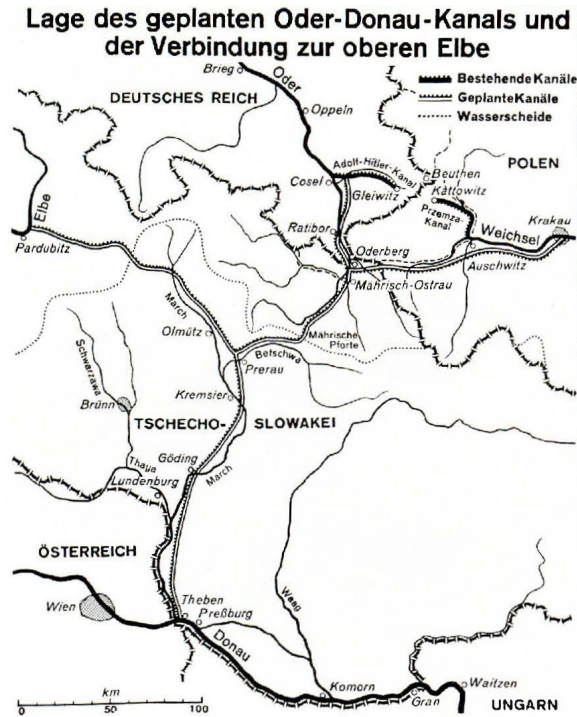 Lage des geplanten Oder-Donau-Kanals und
der Verbindung zur oberen Elbe
Brieg
Oder
DEUTSCHES REICH
Oppeln
Bestehende Kanäle
Geplante Kanäle
Wasserscheide
POLEN
Adolf-Hitler-Kanal
Beuthen
Cosel
Gleiwitz
Kattowitz
Przemza-
Kanal
Elbe
Ratibor
Krakau
Weichsel
Pardubitz
Oderberg
Auschwitz
Mährisch-Ostrau
March
Olmütz
Mährische
Pforte
Betschwa
Prerau
Schwarzawa
Kremsier
Brünn
TSCHECHO-
SLOWAKEI
Göding
Thaya
March
Lundenburg
ÖSTERREICH
Waag
Wien
Theben
Preßburg
Donau
Komorn
Waitzen
Gran
UNGARN
km
0
50
100